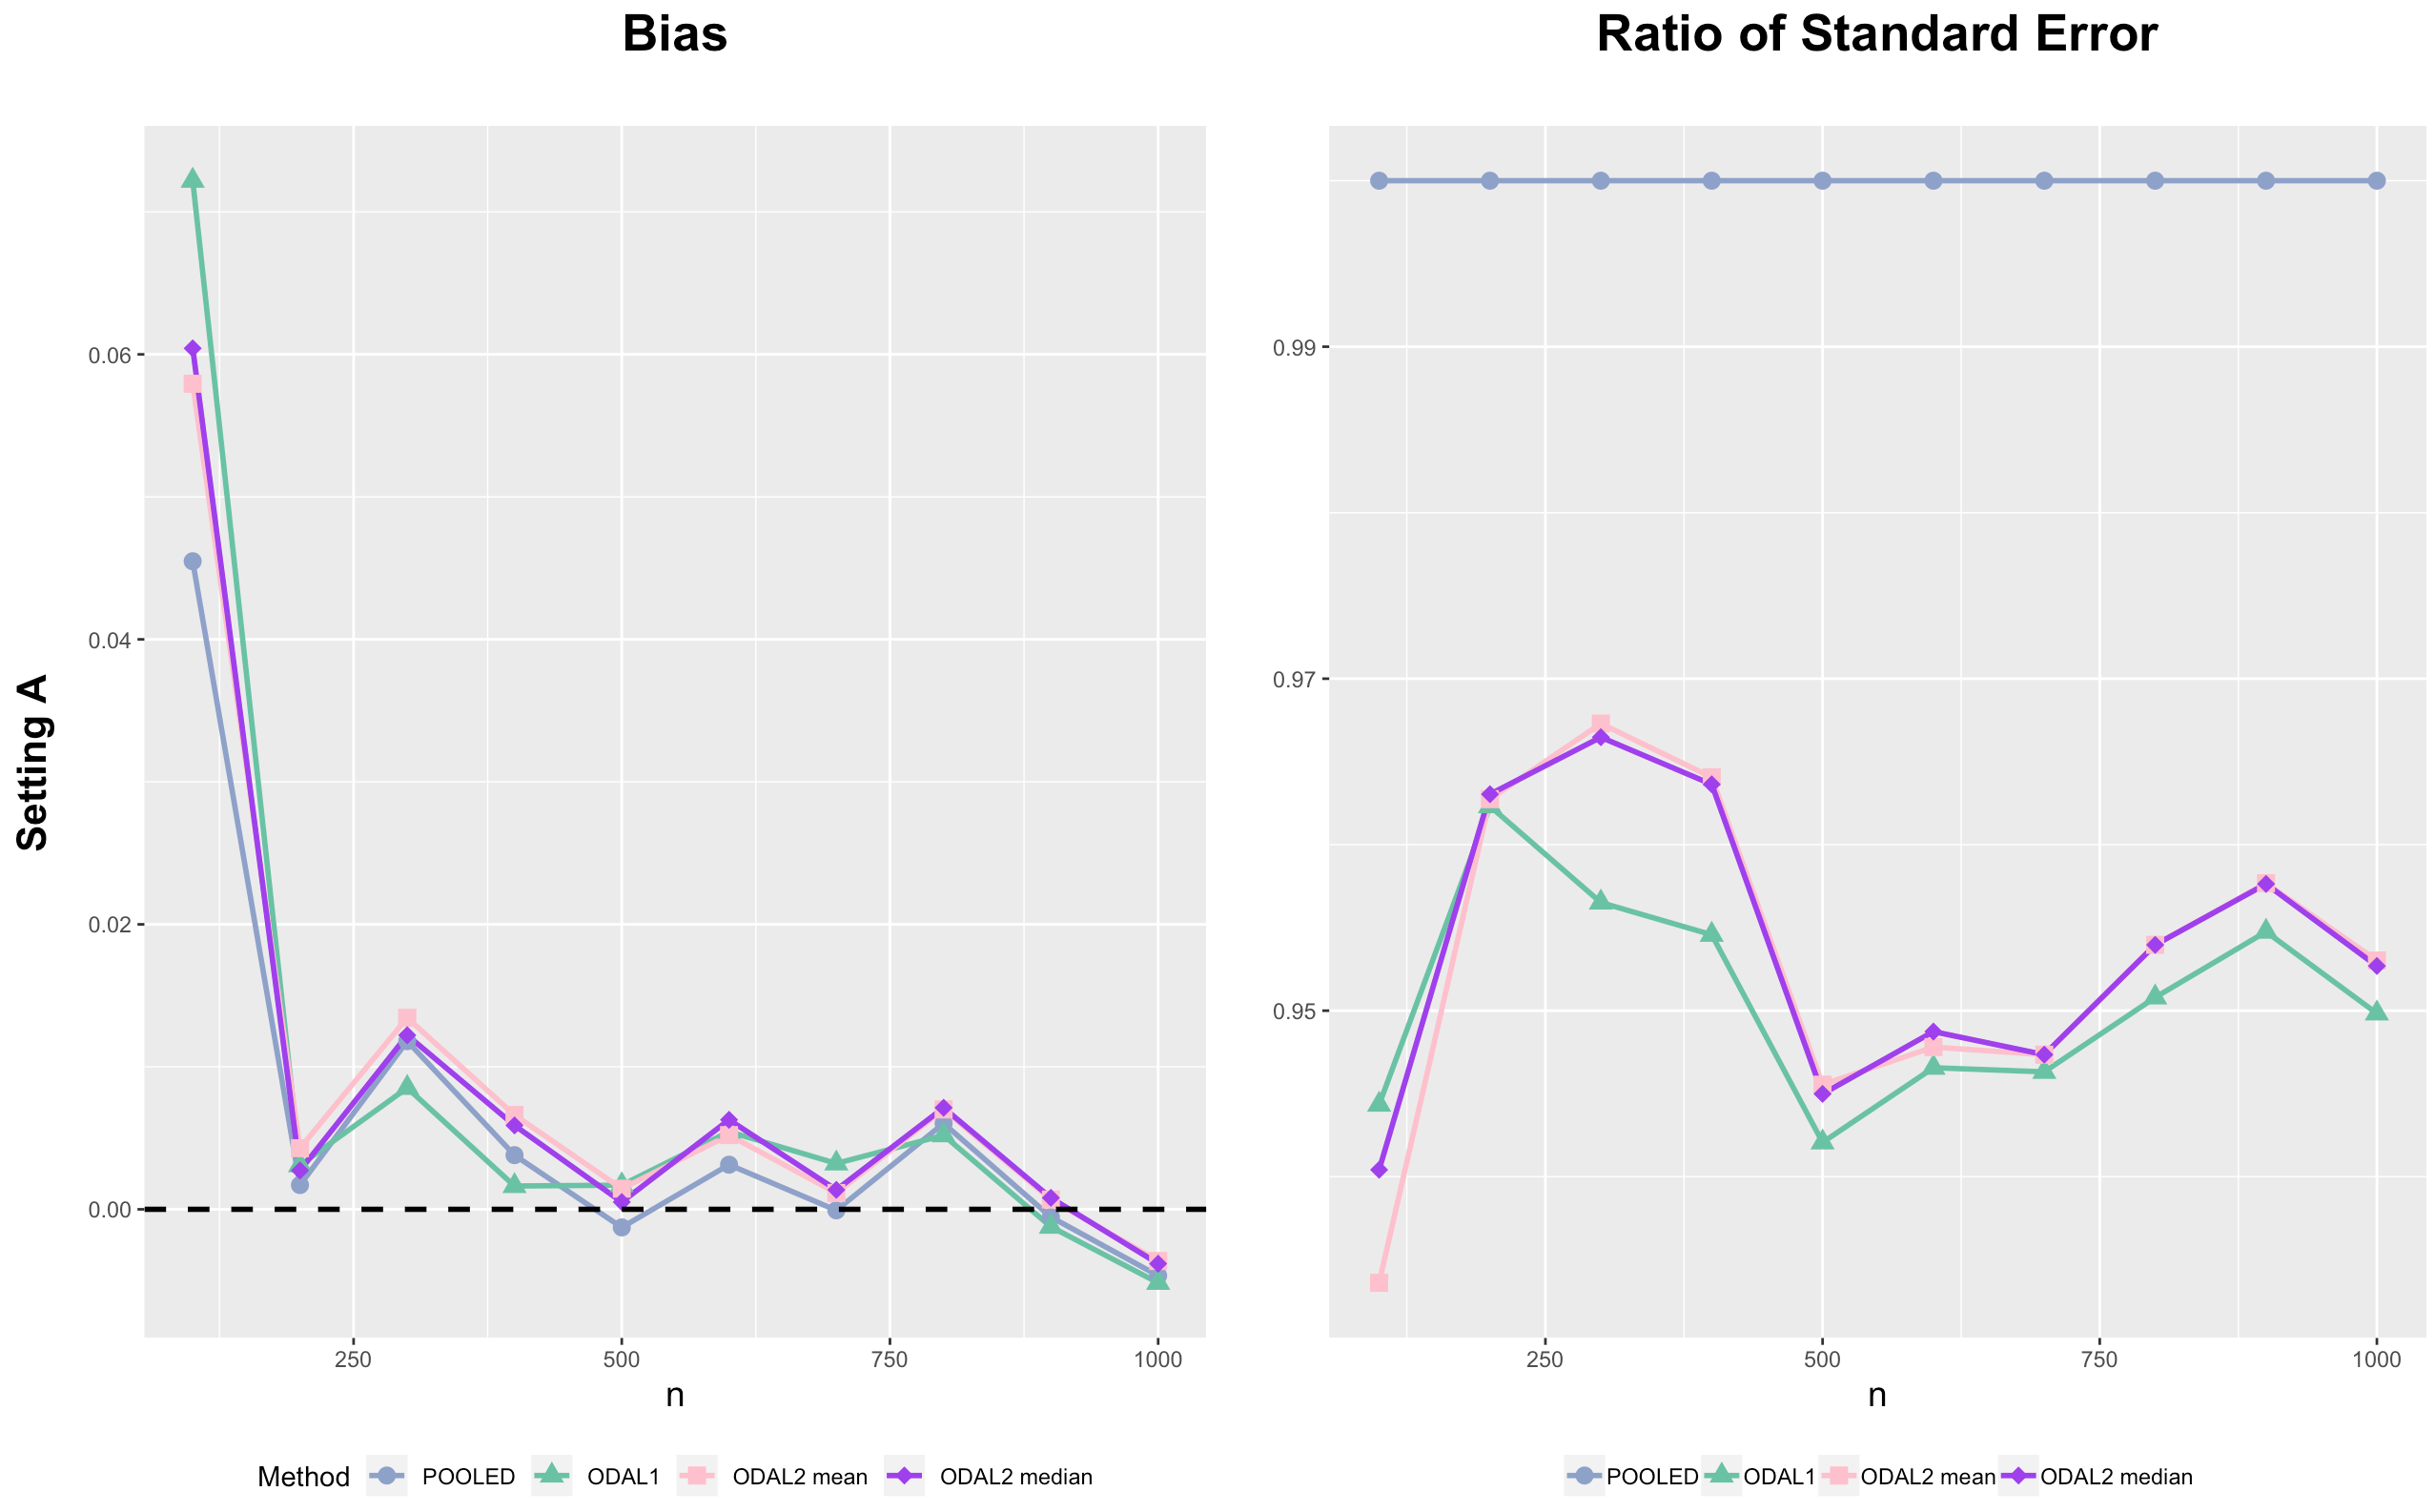 Bias
Ratio of Standard Error
Setting A
0.06
0.04
0.02
0.00
250 500 750 1000
n
0.99
0.97
0.95
250 500 750 1000
n
Method POOLED ODAL1 ODAL2 mean ODAL2 median
POOLED ODAL1 ODAL2 mean ODAL2 median